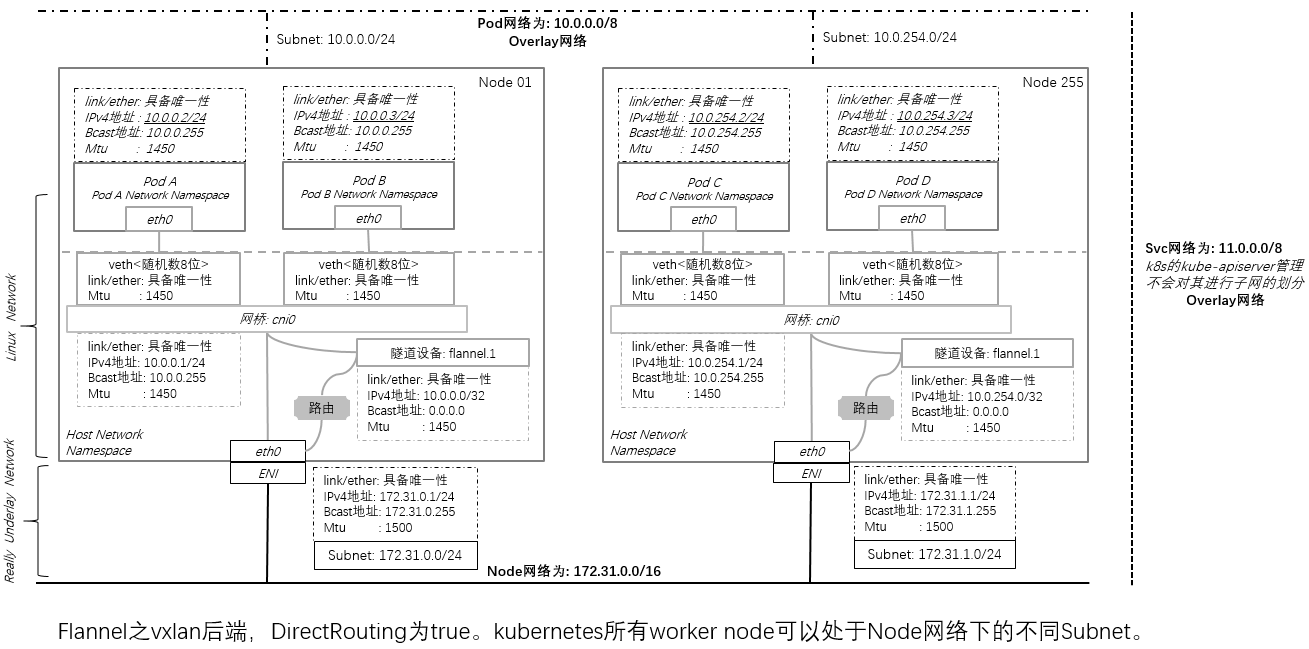 Pod网络为: 10.0.0.0/8
Overlay网络
Subnet: 10.0.0.0/24
Subnet: 10.0.254.0/24
Node 01
link/ether: 具备唯一性
IPv4地址 : 10.0.0.2/24
Bcast地址: 10.0.0.255
Mtu : 1450
link/ether: 具备唯一性
IPv4地址 : 10.0.0.3/24
Bcast地址: 10.0.0.255
Mtu : 1450
Pod A
Pod A Network Namespace
eth0
Pod B
Pod B Network Namespace
eth0
veth<随机数8位>
link/ether: 具备唯一性
Mtu : 1450
veth<随机数8位>
link/ether: 具备唯一性
Mtu : 1450
网桥: cni0
link/ether: 具备唯一性
IPv4地址: 10.0.0.1/24
Bcast地址: 10.0.0.255
Mtu : 1450
隧道设备: flannel.1
link/ether: 具备唯一性
IPv4地址: 10.0.0.0/32
Bcast地址: 0.0.0.0
Mtu : 1450
路由
Host Network
Namespace
eth0
ENI
link/ether: 具备唯一性
IPv4地址: 172.31.0.1/24
Bcast地址: 172.31.0.255
Mtu : 1500
Subnet: 172.31.0.0/24
Node 255
link/ether: 具备唯一性
IPv4地址 : 10.0.254.2/24
Bcast地址: 10.0.254.255
Mtu : 1450
link/ether: 具备唯一性
IPv4地址 : 10.0.254.3/24
Bcast地址: 10.0.254.255
Mtu : 1450
Pod C
Pod C Network Namespace
eth0
Pod D
Pod D Network Namespace
eth0
veth<随机数8位>
link/ether: 具备唯一性
Mtu : 1450
veth<随机数8位>
link/ether: 具备唯一性
Mtu : 1450
网桥: cni0
link/ether: 具备唯一性
IPv4地址: 10.0.254.1/24
Bcast地址: 10.0.254.255
Mtu : 1450
隧道设备: flannel.1
link/ether: 具备唯一性
IPv4地址: 10.0.254.0/32
Bcast地址: 0.0.0.0
Mtu : 1450
路由
Host Network
Namespace
eth0
ENI
link/ether: 具备唯一性
IPv4地址: 172.31.1.1/24
Bcast地址: 172.31.1.255
Mtu : 1500
Subnet: 172.31.1.0/24
Node网络为: 172.31.0.0/16
Linux Network
Really Underlay Network
Svc网络为: 11.0.0.0/8
k8s的kube-apiserver管理
不会对其进行子网的划分
Overlay网络
Flannel之vxlan后端，DirectRouting为true。kubernetes所有worker node可以处于Node网络下的不同Subnet。